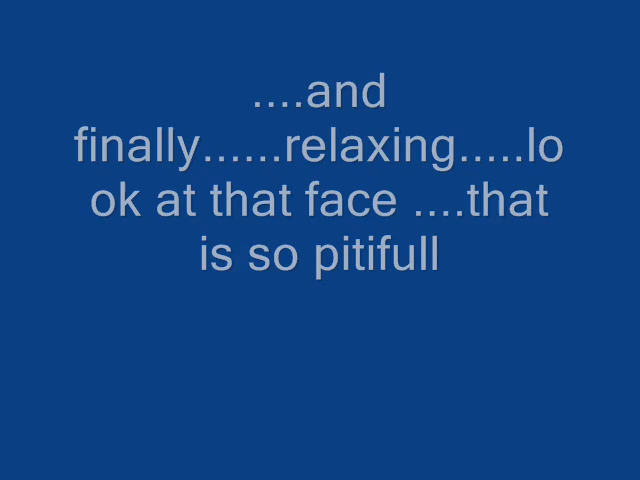 ....and
finally......relaxing.....lo
ok at that face ....that
is so pitifull